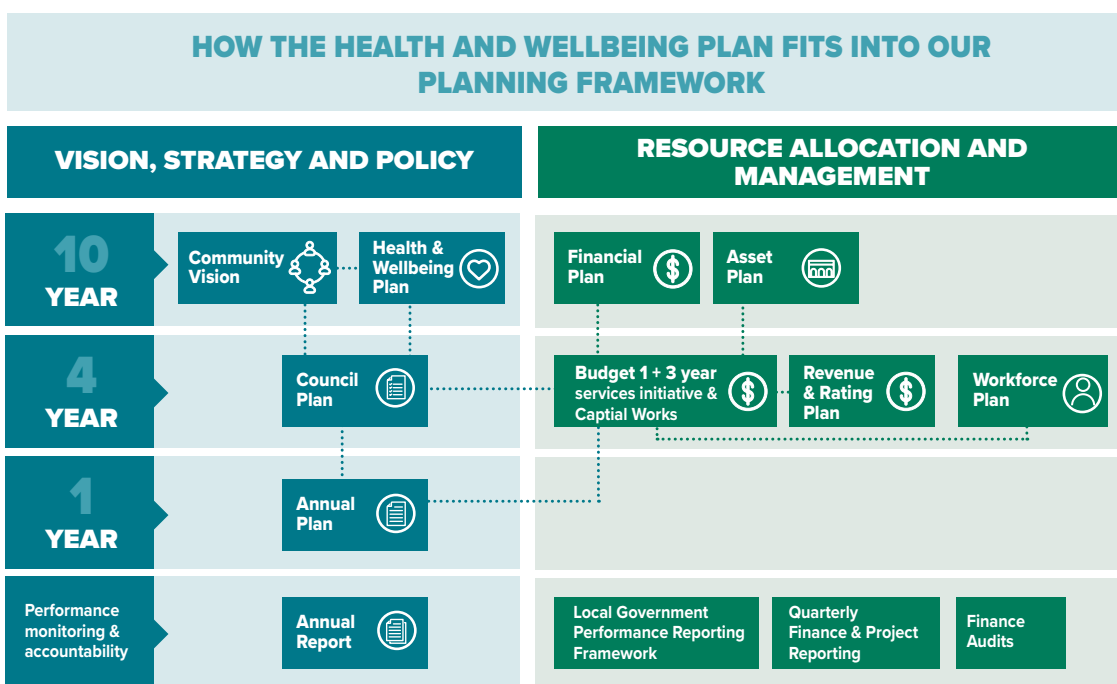 HOW THE HEALTH AND WELLBEING PLAN FITS INTO OUR
PLANNING FRAMEWORK
VISION, STRATEGY AND POLICY
RESOURCE ALLOCATION AND
MANAGEMENT
10
YEAR
Community
Vision
Health &
Wellbeing
Plan
Financial
Plan
Asset
Plan
4
YEAR
Council
Plan
Budget 1 + 3 year
services initiative &
Captial Works
Revenue
& Rating
Plan
Workforce
Plan
1
YEAR
Annual
Plan
Performance
monitoring &
accountability
Annual
Report
Local Government
Performance Reporting
Framework
Quarterly
Finance & Project
Reporting
Finance
Audits